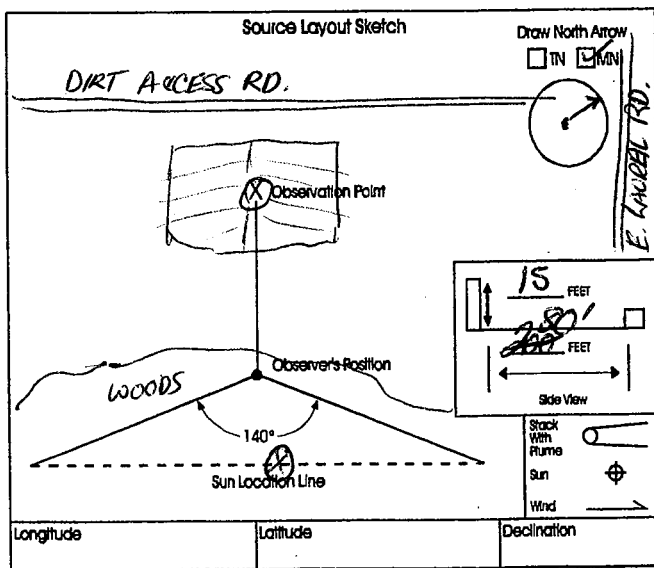 Source Layout Sketch
Draw North Arrow
TN MN
DIRT ACCESS RD.
E. LAUREL RD.
X Observation Point
15 FEET
280' FEET
Side View
Observer's Position
WOODS
140°
Sun Location Line
Stack
With
Plume
Sun
Wind
Longitude
Latitude
Declination